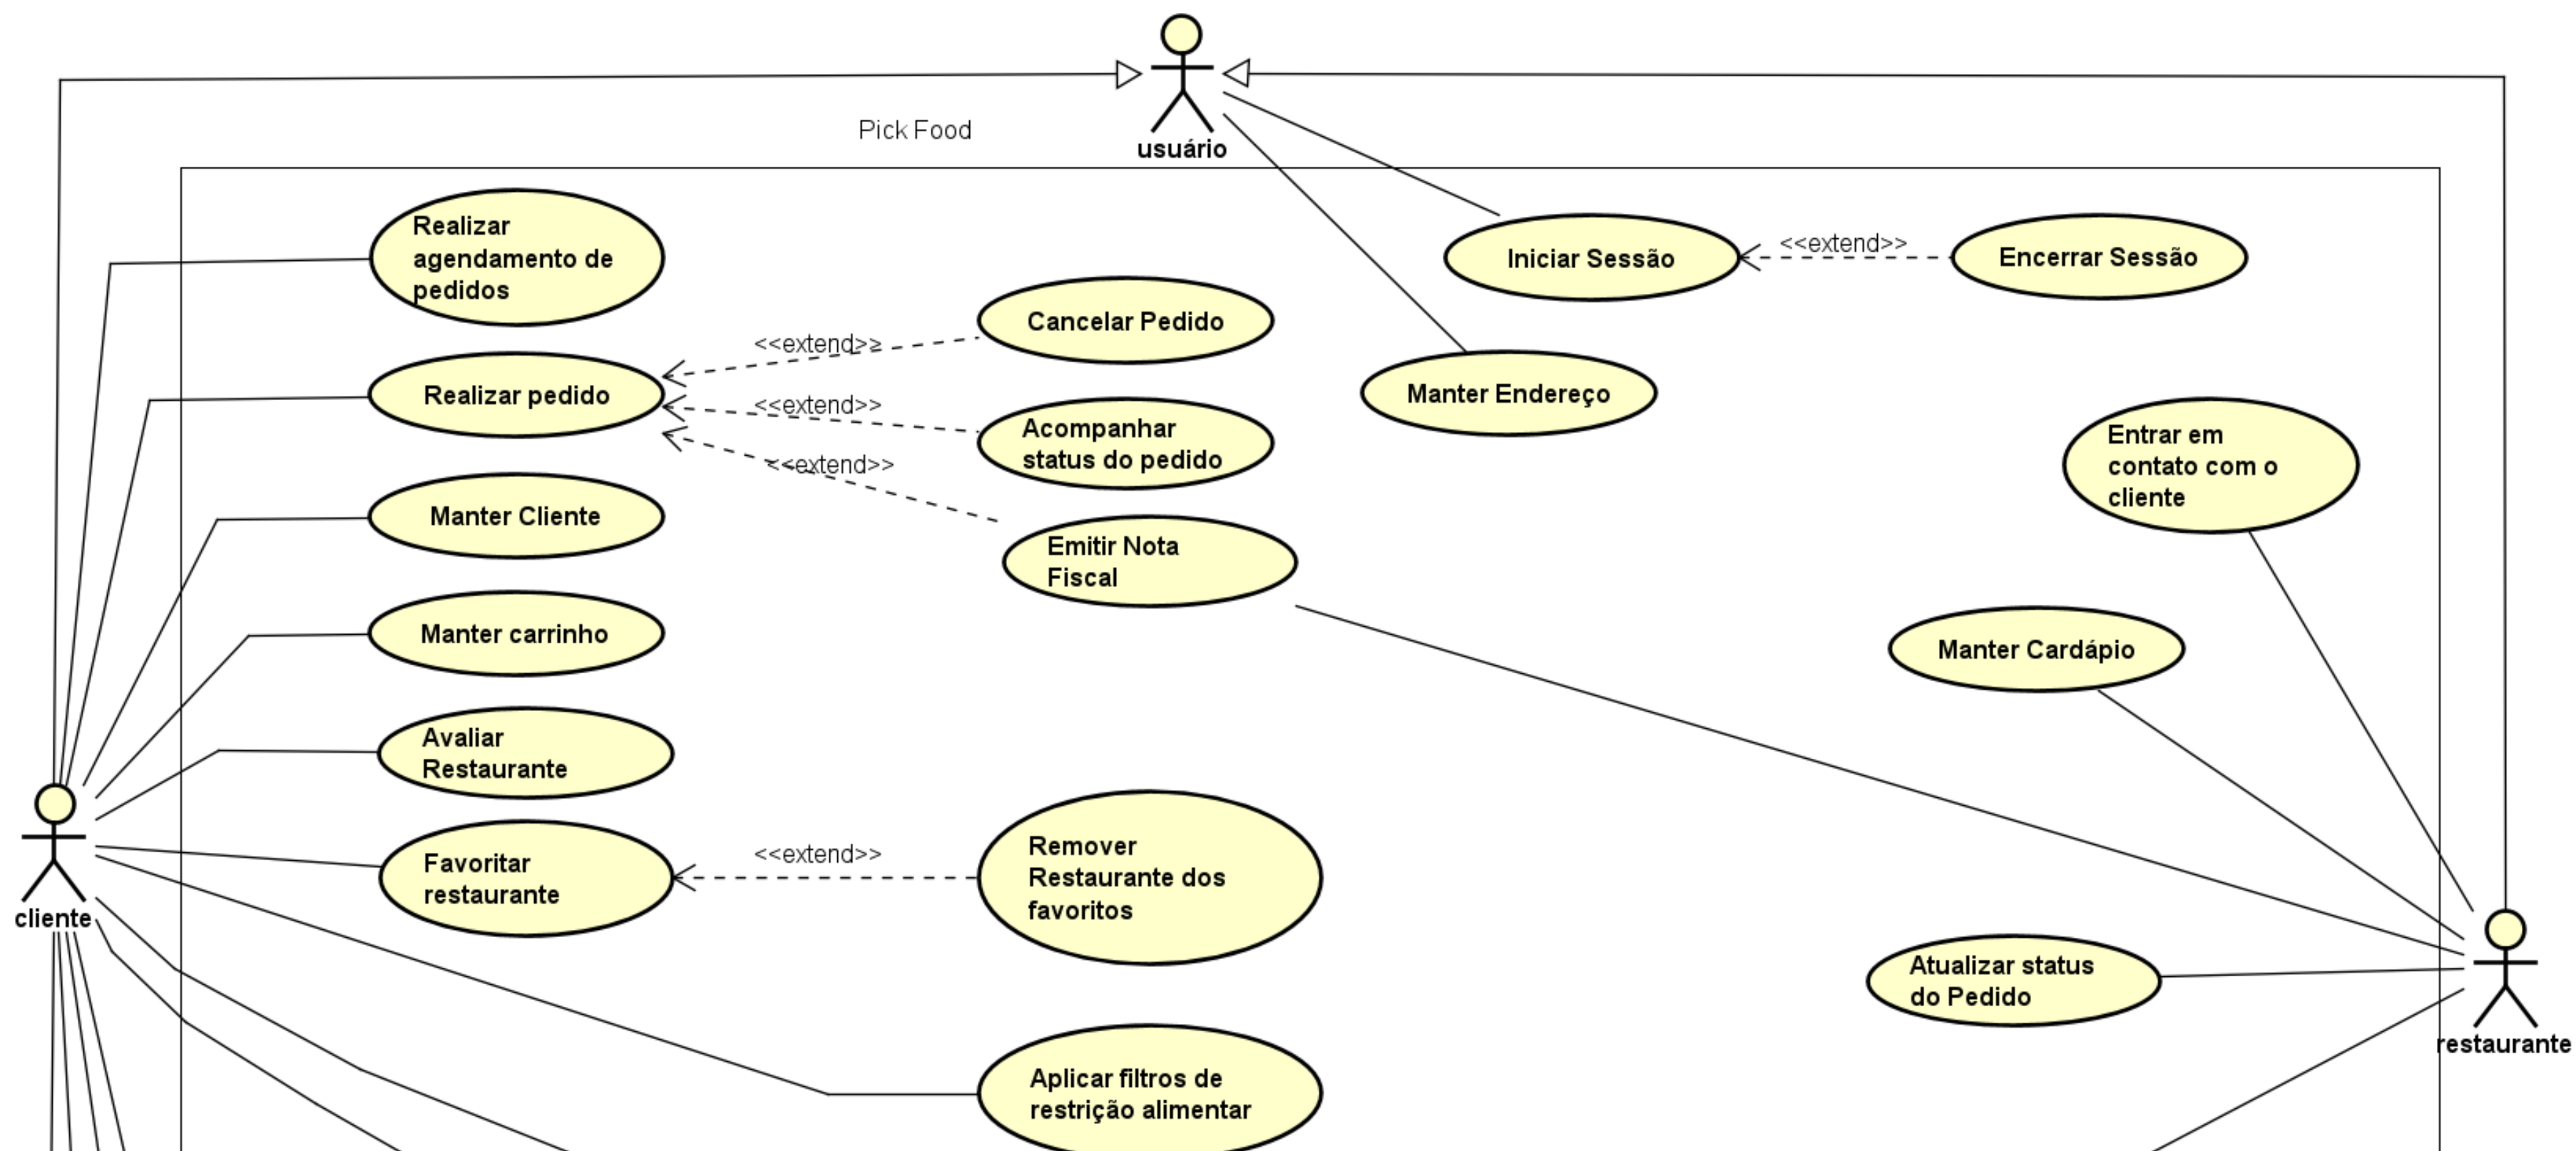 usuário
Pick Food
Realizar
agendamento de
pedidos
Iniciar Sessão
<<extend>>
Encerrar Sessão
Cancelar Pedido
<<extend>>
Realizar pedido
<<extend>>
Acompanhar
status do pedido
<<extend>>
Manter Endereço
Entrar em
contato com o
cliente
Manter Cliente
Emitir Nota
Fiscal
Manter carrinho
Manter Cardápio
Avaliar
Restaurante
Favoritar
restaurante
<<extend>>
Remover
Restaurante dos
favoritos
cliente
Atualizar status
do Pedido
restaurante
Aplicar filtros de
restrição alimentar